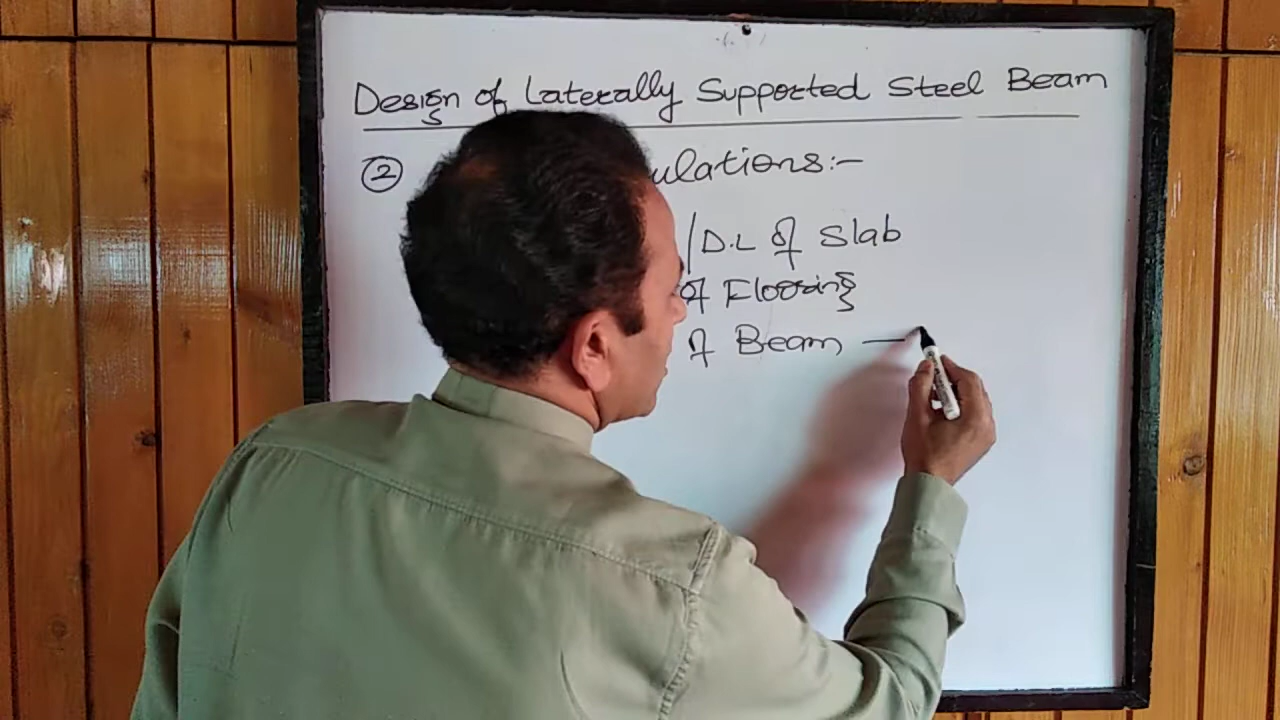 Design of Laterally Supported Steel Beam
② ulations:-
/D.L of Slab
of Flooring
of Beam —